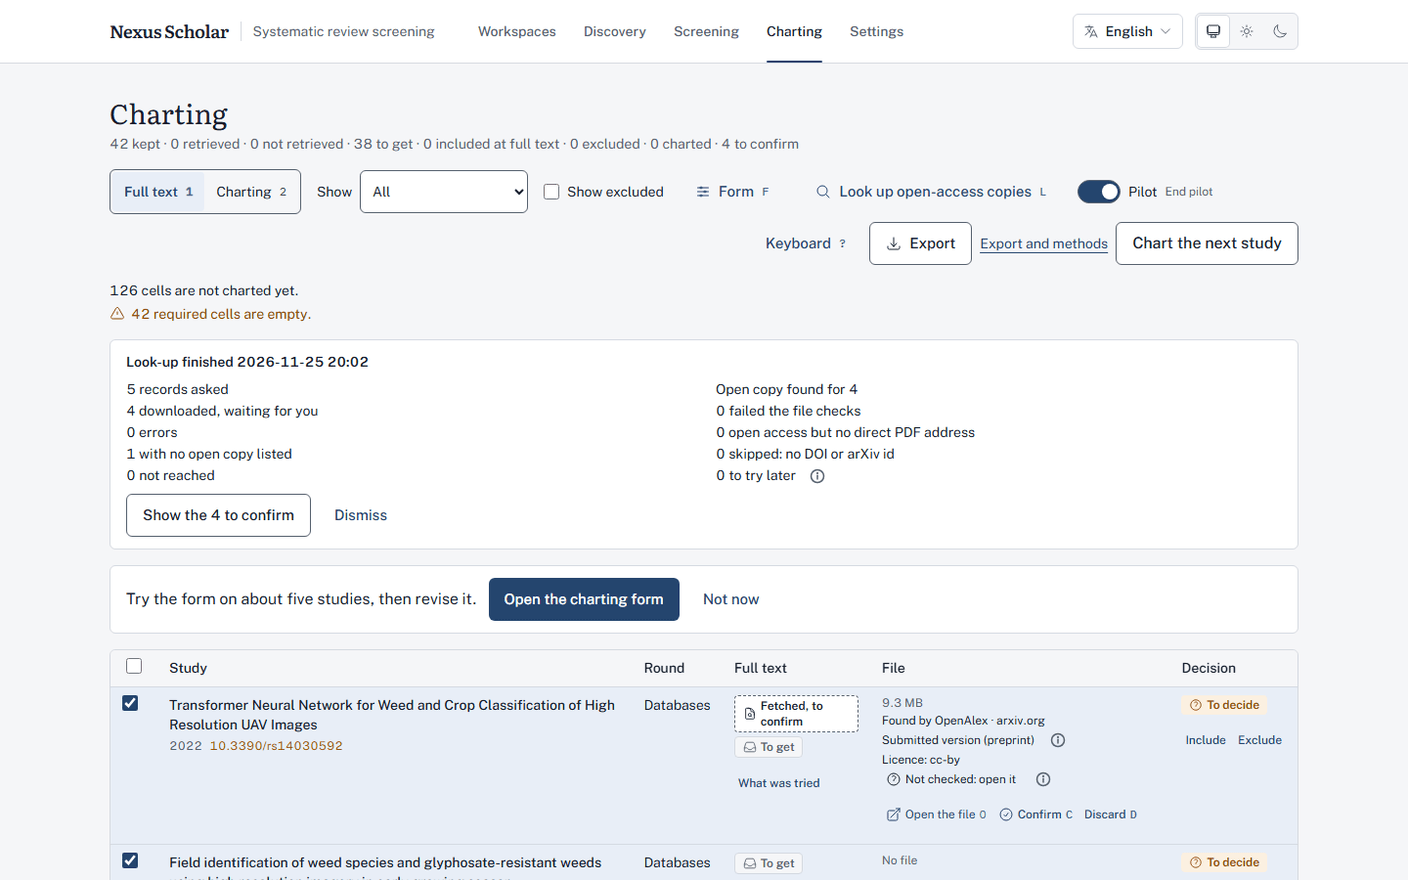 Nexus Scholar
Systematic review screening
Workspaces
Discovery
Screening
Charting
Settings
English
Charting
42 kept · 0 retrieved · 0 not retrieved · 38 to get · 0 included at full text · 0 excluded · 0 charted · 4 to confirm
Full text 1
Charting 2
Show
All
Show excluded
Form F
Look up open-access copies L
Pilot
End pilot
Keyboard ?
Export
Export and methods
Chart the next study
126 cells are not charted yet.
42 required cells are empty.
Look-up finished 2026-11-25 20:02
5 records asked
Open copy found for 4
4 downloaded, waiting for you
0 failed the file checks
0 errors
0 open access but no direct PDF address
1 with no open copy listed
0 skipped: no DOI or arXiv id
0 not reached
0 to try later
Show the 4 to confirm
Dismiss
Try the form on about five studies, then revise it.
Open the charting form
Not now
Study
Round
Full text
File
Decision
Transformer Neural Network for Weed and Crop Classification of High
Resolution UAV Images
2022 10.3390/rs14030592
Databases
Fetched, to
confirm
To get
What was tried
9.3 MB
Found by OpenAlex · arxiv.org
Submitted version (preprint)
Licence: cc-by
Not checked: open it
Open the file O
Confirm C
Discard D
To decide
Include
Exclude
Field identification of weed species and glyphosate-resistant weeds
Databases
To get
No file
To decide